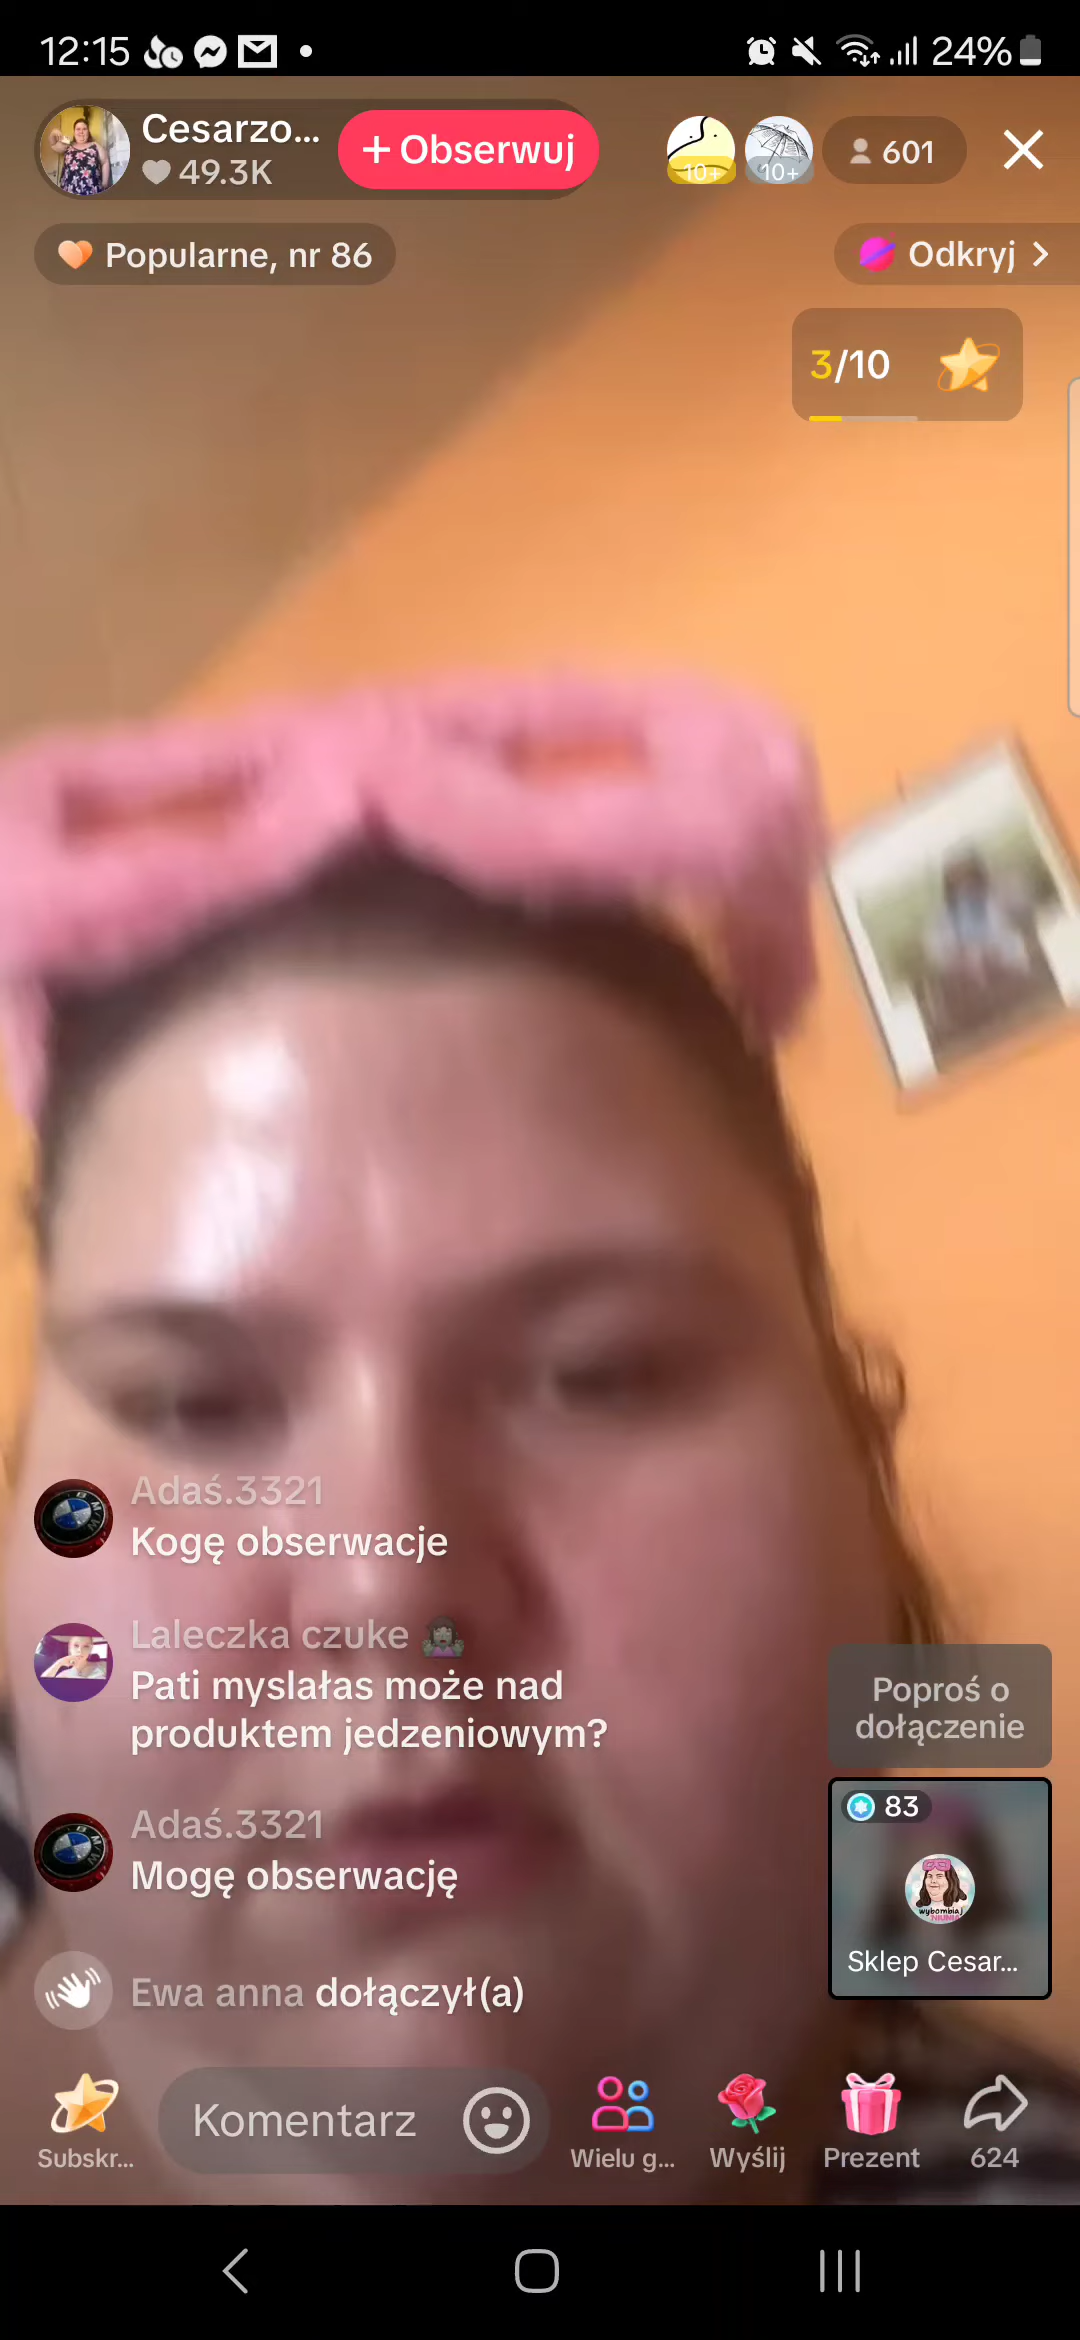 12:15
24%
Cesarzo...
49.3K
+ Obserwuj
10+
10+
601
Popularne, nr 86
Odkryj >
3/10
Adaś.3321
Kogę obserwacje
Laleczka czuke 🧟‍♀️
Pati myslałas może nad
produktem jedzeniowym?
Adaś.3321
Mogę obserwację
Ewa anna dołączył(a)
Poproś o
dołączenie
83
wybombiaj
Sklep Cesar...
Komentarz
Subskr...
Wielu g...
Wyślij
Prezent
624